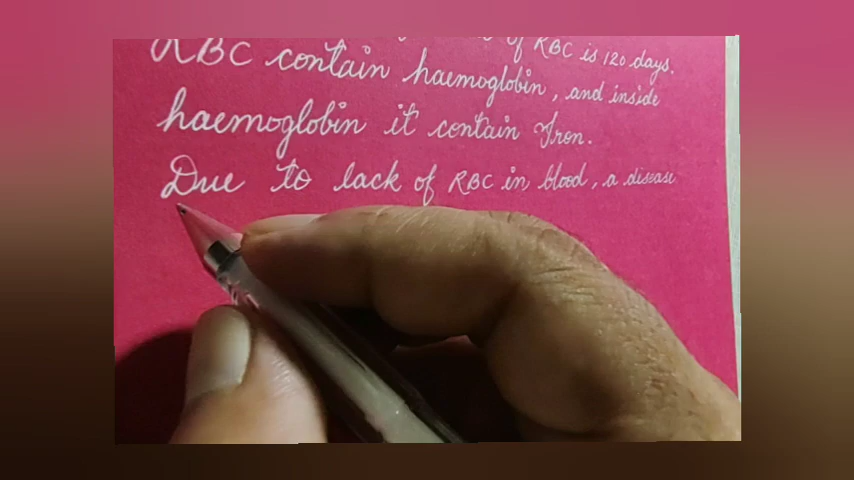 of RBC is 120 days.
RBC contain haemoglobin, and inside
haemoglobin it contain Iron.
Due to lack of RBC in blood, a disease